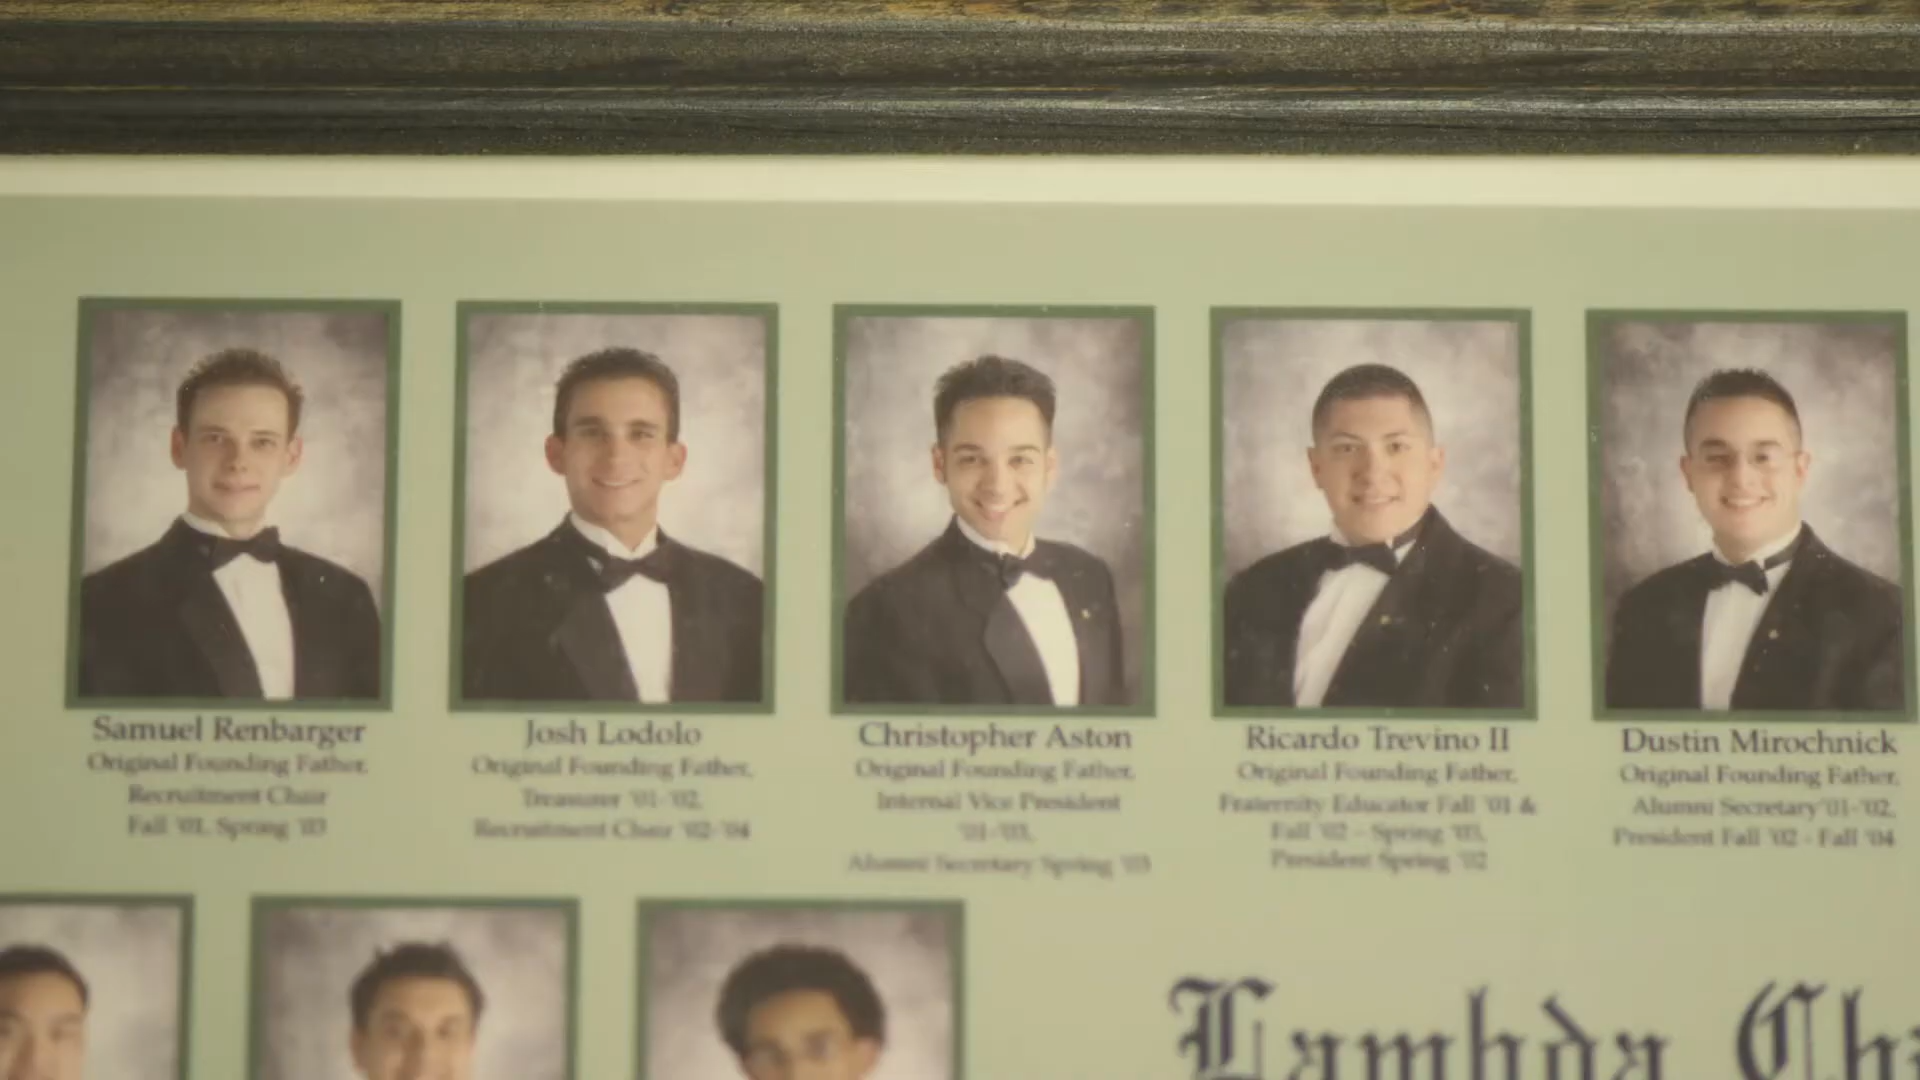 Samuel Renbarger
Original Founding Father,
Recruitment Chair
Fall '01, Spring '03
Josh Lodolo
Original Founding Father,
Treasurer '01-'02,
Recruitment Chair '02-'04
Christopher Aston
Original Founding Father,
Internal Vice President
'01-'03,
Alumni Secretary Spring '03
Ricardo Trevino II
Original Founding Father,
Fraternity Educator Fall '01 &
Fall '02 - Spring '03,
President Spring '02
Dustin Mirochnick
Original Founding Father,
Alumni Secretary '01-'02,
President Fall '02 - Fall '04
Lambda Chi